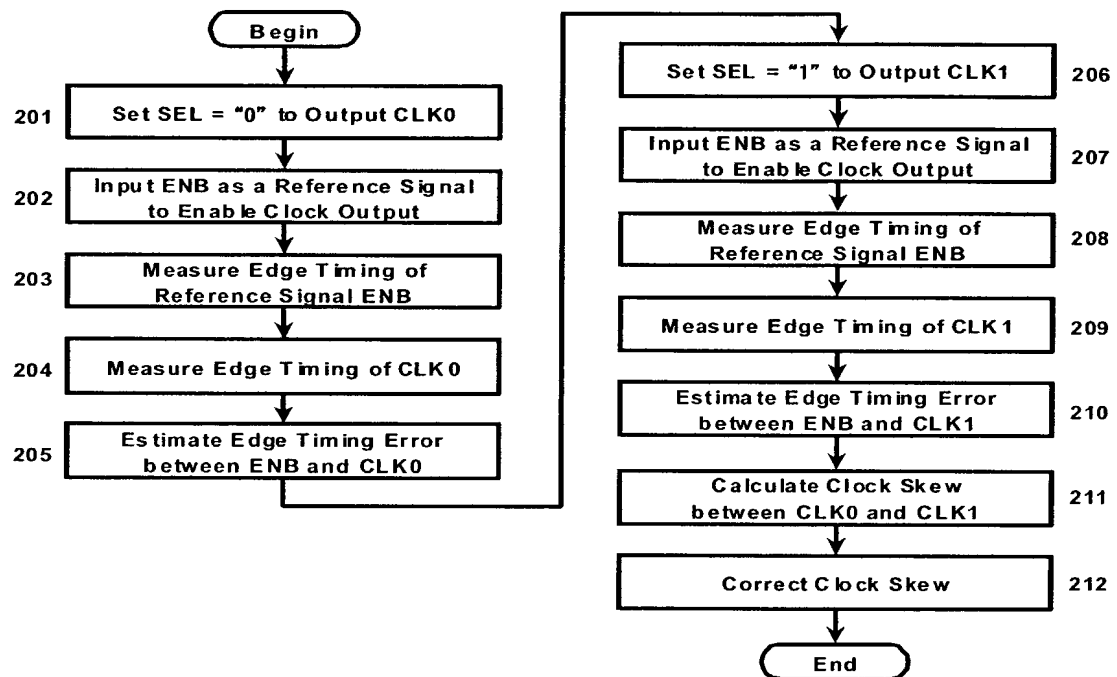 Begin
201
Set SEL = "0" to Output CLK0
202
Input ENB as a Reference Signal
to Enable Clock Output
203
Measure Edge Timing of
Reference Signal ENB
204
Measure Edge Timing of CLK0
205
Estimate Edge Timing Error
between ENB and CLK0
Set SEL = "1" to Output CLK1
206
Input ENB as a Reference Signal
to Enable Clock Output
207
Measure Edge Timing of
Reference Signal ENB
208
Measure Edge Timing of CLK1
209
Estimate Edge Timing Error
between ENB and CLK1
210
Calculate Clock Skew
between CLK0 and CLK1
211
Correct Clock Skew
212
End